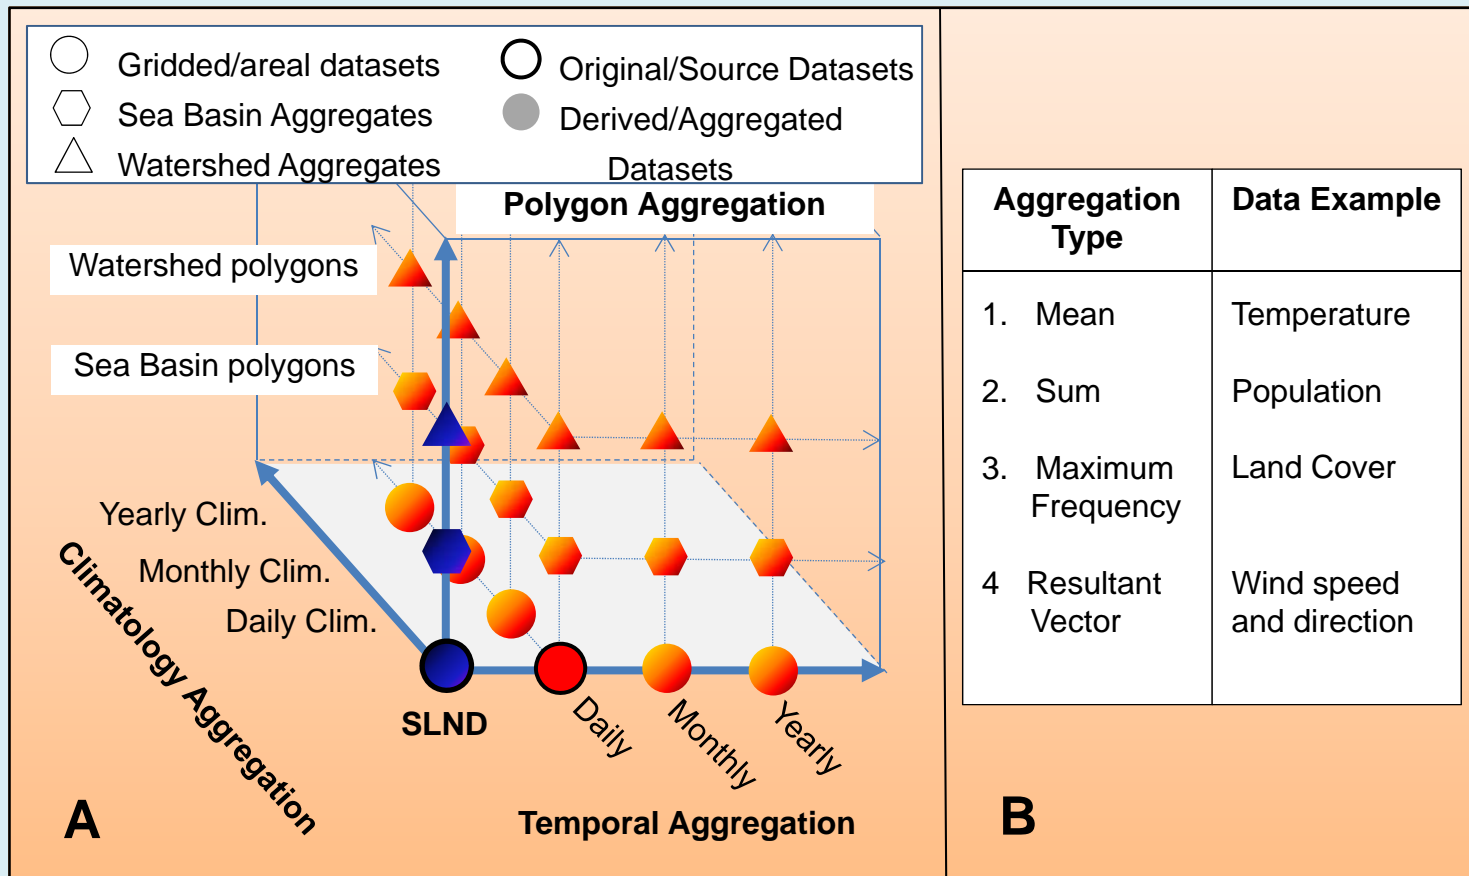 Gridded/areal datasets
Sea Basin Aggregates
Watershed Aggregates
Original/Source Datasets
Derived/Aggregated
Datasets
Polygon Aggregation
Watershed polygons
Sea Basin polygons
Yearly Clim.
Monthly Clim.
Daily Clim.
Climatology Aggregation
SLND
Daily
Monthly
Yearly
Temporal Aggregation
A
Aggregation
Type
Data Example
1. Mean
Temperature
2. Sum
Population
3. Maximum
Frequency
Land Cover
4 Resultant
Vector
Wind speed
and direction
B